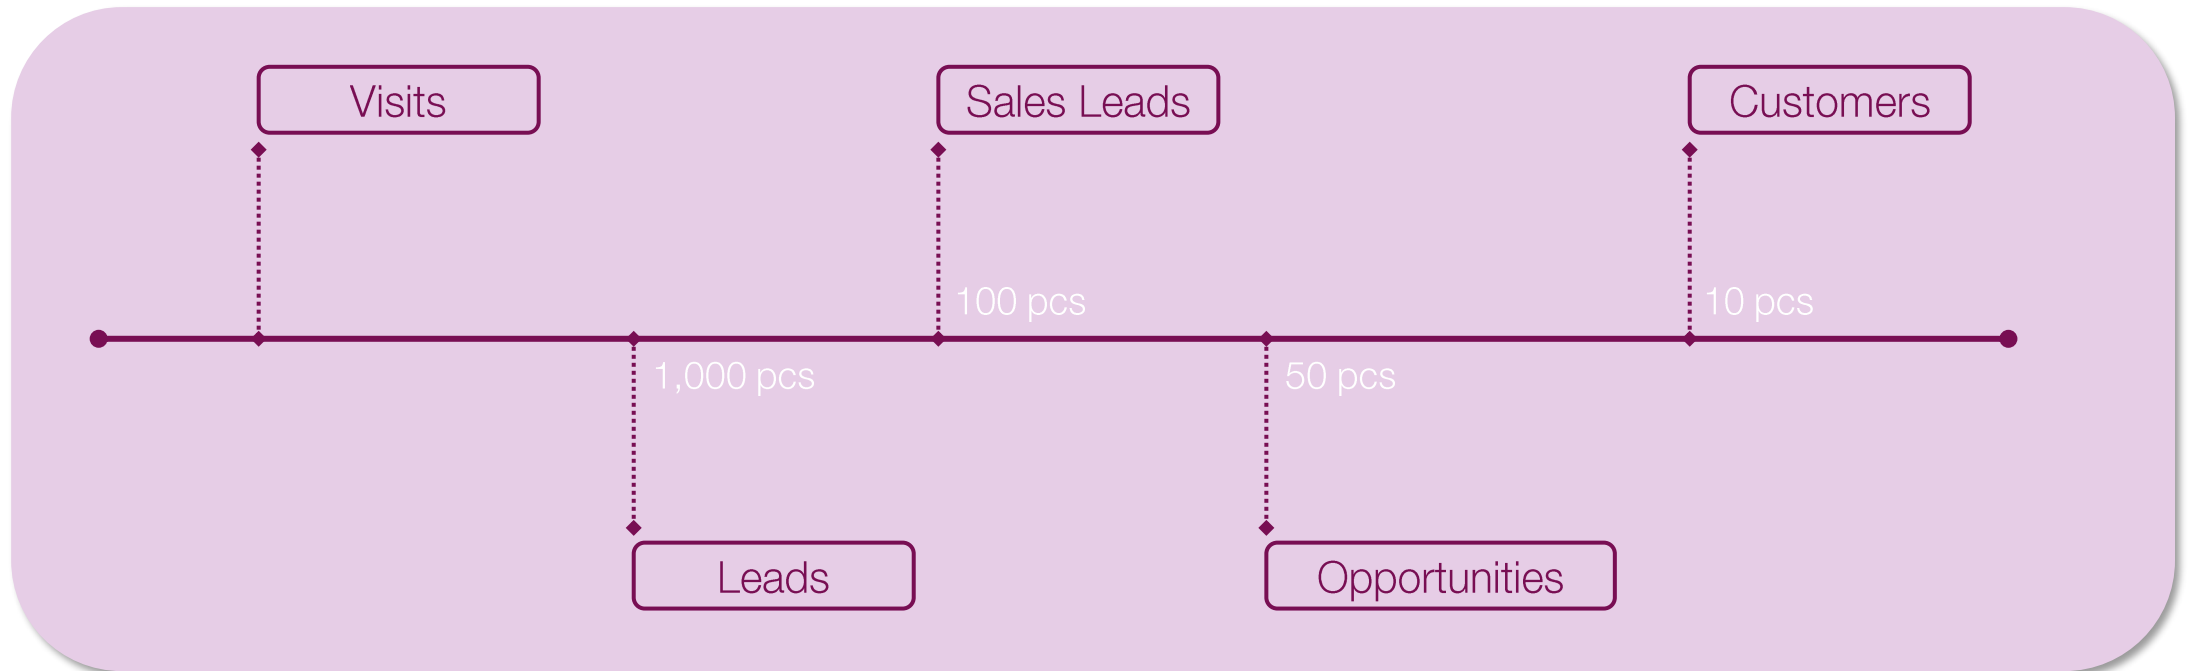 Visits
Sales Leads
Customers
100 pcs
10 pcs
1,000 pcs
50 pcs
Leads
Opportunities